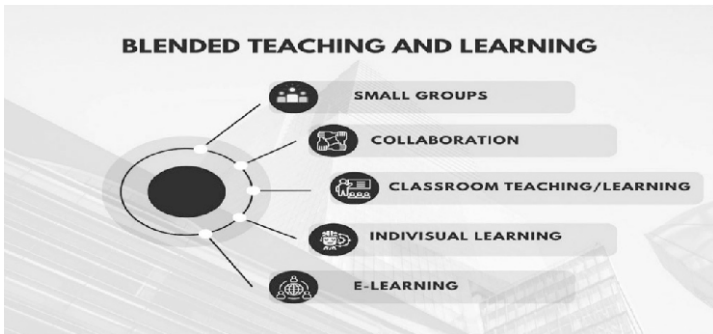 BLENDED TEACHING AND LEARNING
SMALL GROUPS
COLLABORATION
CLASSROOM TEACHING/LEARNING
INDIVISUAL LEARNING
E-LEARNING